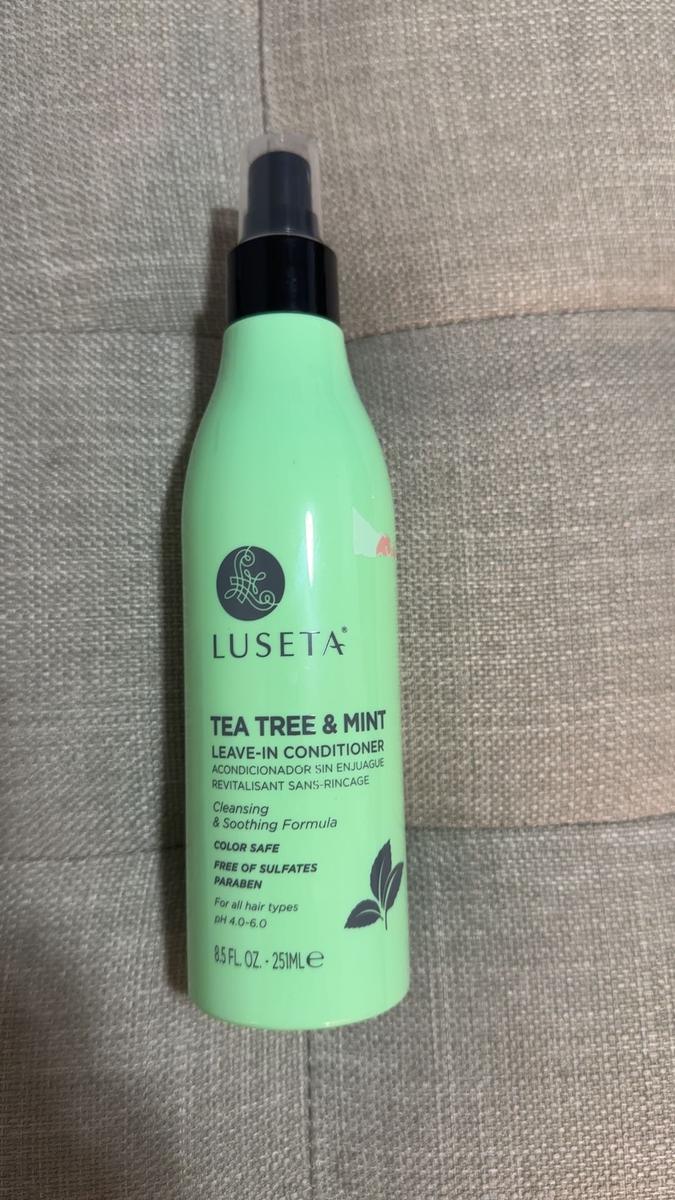 LUSETA®
TEA TREE & MINT
LEAVE-IN CONDITIONER
ACONDICIONADOR SIN ENJUAGUE
REVITALISANT SANS-RINCAGE
Cleansing
& Soothing Formula
COLOR SAFE
FREE OF SULFATES
PARABEN
For all hair types
pH 4.0-6.0
8.5 FL. OZ. - 251ML℮